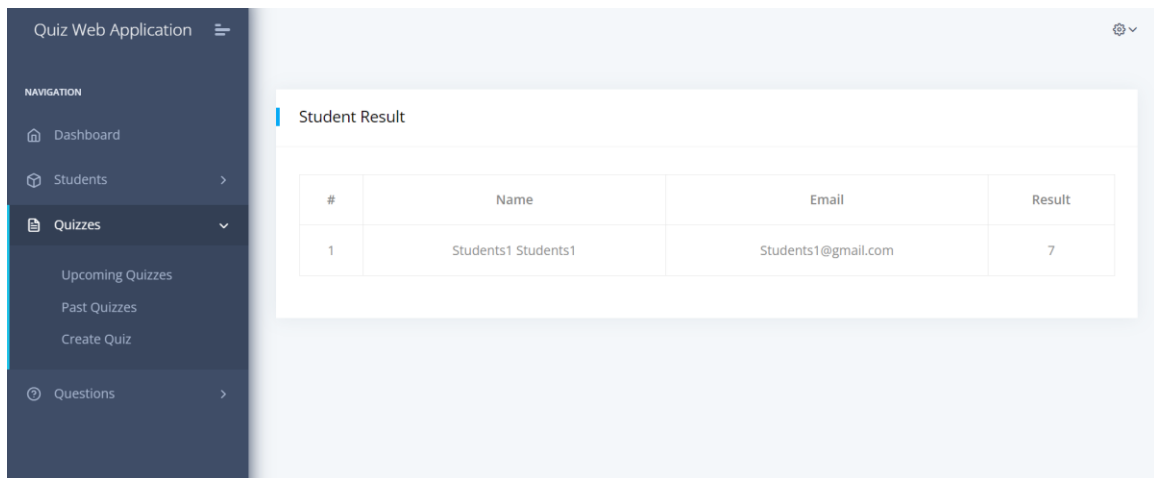 Quiz Web Application
NAVIGATION
Dashboard
Students
Quizzes
Upcoming Quizzes
Past Quizzes
Create Quiz
Questions
Student Result
# Name Email Result
1 Students1 Students1 Students1@gmail.com 7